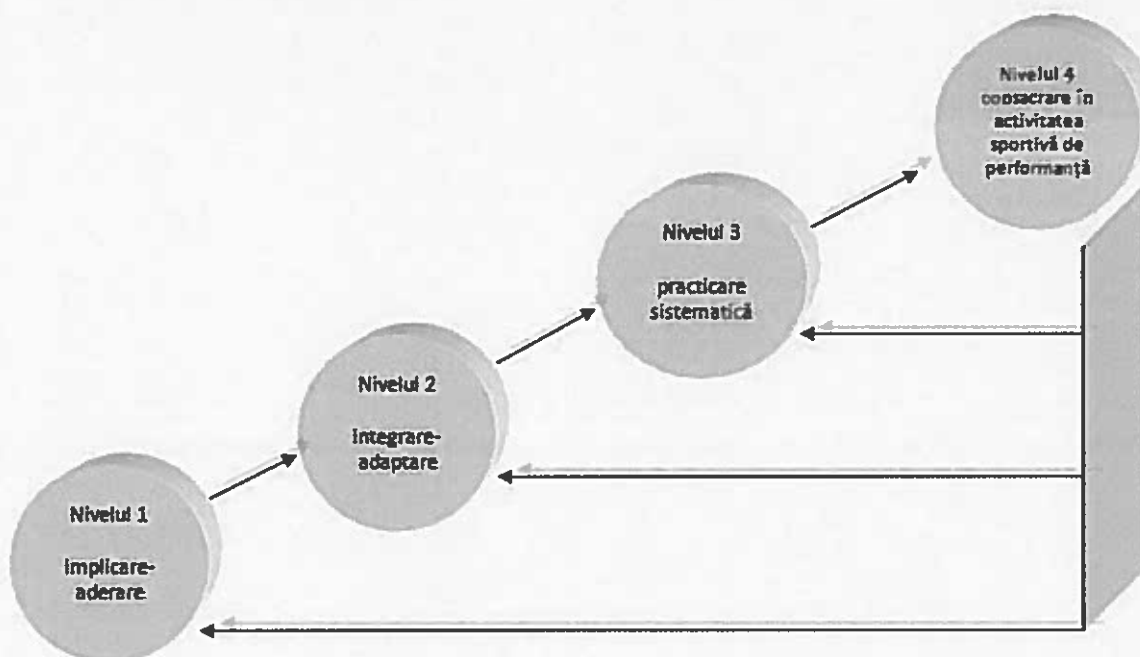 Nivelul 4
consacrare în
activitatea
sportivă de
performanță
Nivelul 3
practicare
sistematică
Nivelul 2
integrare-
adaptare
Nivelul 1
implicare-
aderare